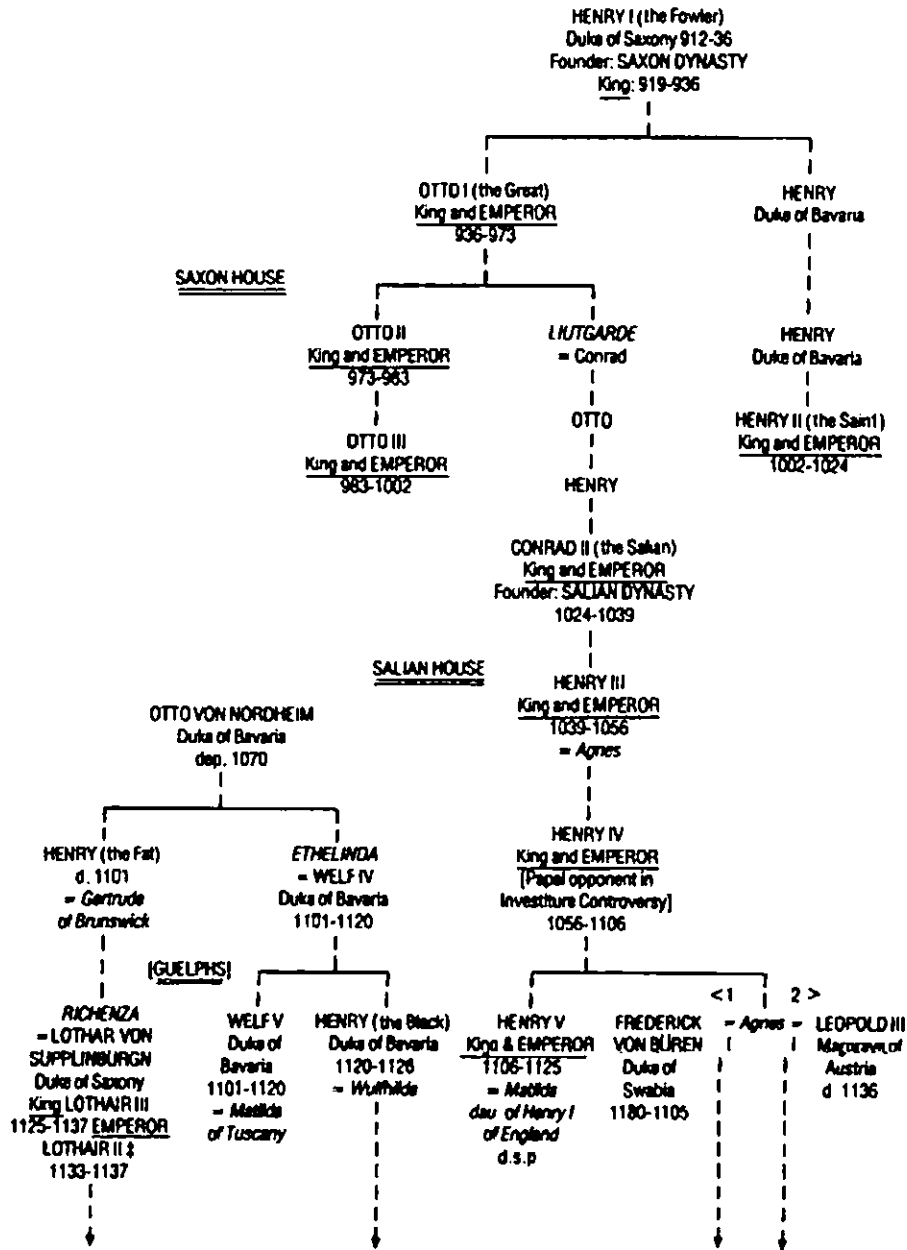 HENRY I (the Fowler)
Duke of Saxony 912-36
Founder: SAXON DYNASTY
King: 919-936
OTTO I (the Great)
King and EMPEROR
936-973
HENRY
Duke of Bavaria
SAXON HOUSE
OTTO II
King and EMPEROR
973-983
LIUTGARDE
= Conrad
HENRY
Duke of Bavaria
OTTO III
King and EMPEROR
983-1002
OTTO
HENRY II (the Saint)
King and EMPEROR
1002-1024
HENRY
CONRAD II (the Salian)
King and EMPEROR
Founder: SALIAN DYNASTY
1024-1039
SALIAN HOUSE
HENRY III
King and EMPEROR
1039-1056
= Agnes
OTTO VON NORDHEIM
Duke of Bavaria
dep. 1070
HENRY (the Fat)
d. 1101
= Gertrude
of Brunswick
ETHELINDA
= WELF IV
Duke of Bavaria
1101-1120
HENRY IV
King and EMPEROR
[Papal opponent in
Investiture Controversy]
1056-1106
[GUELPHS]
RICHENZA
= LOTHAR VON
SUPPLINBURGN
Duke of Saxony
King LOTHAIR III
1125-1137 EMPEROR
LOTHAIR II ‡
1133-1137
WELF V
Duke of
Bavaria
1101-1120
= Matilda
of Tuscany
HENRY (the Black)
Duke of Bavaria
1120-1126
= Wulfhilda
HENRY V
King & EMPEROR
1106-1125
= Matilda
dau of Henry I
of England
d.s.p
FREDERICK
VON BÜREN
Duke of
Swabia
1180-1105
<1 2 >
= Agnes =
LEOPOLD III
Margrave of
Austria
d 1136